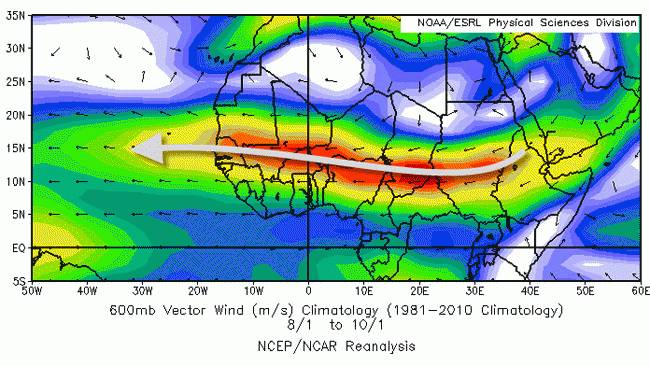 NOAA/ESRL Physical Sciences Division
35N
30N
25N
20N
15N
10N
5N
EQ
5S
50W 40W 30W 20W 10W 0 10E 20E 30E 40E 50E 60E
600mb Vector Wind (m/s) Climatology (1981-2010 Climatology)
8/1 to 10/1
NCEP/NCAR Reanalysis